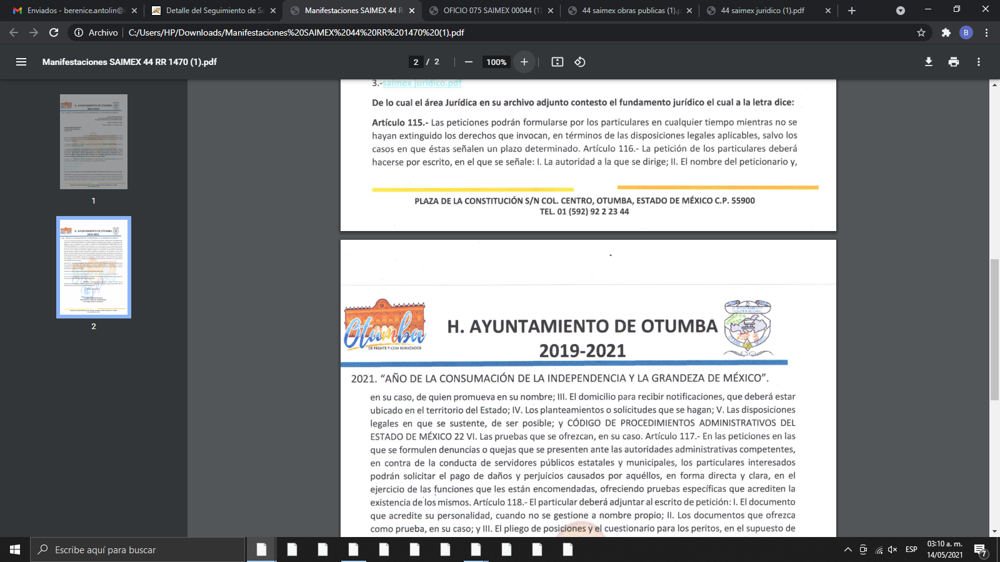 Enviados - berenice.antolin@i
Detalle del Seguimiento de So
Manifestaciones SAIMEX 44 R
OFICIO 075 SAIMEX 00044 (1)
44 saimex obras publicas (1).p
44 saimex juridico (1).pdf
Archivo
C:/Users/HP/Downloads/Manifestaciones%20SAIMEX%2044%20RR%201470%20(1).pdf
B
Manifestaciones SAIMEX 44 RR 1470 (1).pdf
2 / 2
100%
1
2
3.-saimex juridico.pdf
De lo cual el área Jurídica en su archivo adjunto contesto el fundamento jurídico el cual a la letra dice:
Artículo 115.- Las peticiones podrán formularse por los particulares en cualquier tiempo mientras no se
hayan extinguido los derechos que invocan, en términos de las disposiciones legales aplicables, salvo los
casos en que éstas señalen un plazo determinado. Artículo 116.- La petición de los particulares deberá
hacerse por escrito, en el que se señale: I. La autoridad a la que se dirige; II. El nombre del peticionario y,
PLAZA DE LA CONSTITUCIÓN S/N COL. CENTRO, OTUMBA, ESTADO DE MÉXICO C.P. 55900
TEL. 01 (592) 92 2 23 44
Otumba
DE FRENTE Y CON RESULTADOS
H. AYUNTAMIENTO DE OTUMBA
2019-2021
H. AYUNTAMIENTO
CONSTITUCIONAL
OTUMBA MEXICO
2021. “AÑO DE LA CONSUMACIÓN DE LA INDEPENDENCIA Y LA GRANDEZA DE MÉXICO”.
en su caso, de quien promueva en su nombre; III. El domicilio para recibir notificaciones, que deberá estar
ubicado en el territorio del Estado; IV. Los planteamientos o solicitudes que se hagan; V. Las disposiciones
legales en que se sustente, de ser posible; y CÓDIGO DE PROCEDIMIENTOS ADMINISTRATIVOS DEL
ESTADO DE MÉXICO 22 VI. Las pruebas que se ofrezcan, en su caso. Artículo 117.- En las peticiones en las
que se formulen denuncias o quejas que se presenten ante las autoridades administrativas competentes,
en contra de la conducta de servidores públicos estatales y municipales, los particulares interesados
podrán solicitar el pago de daños y perjuicios causados por aquéllos, en forma directa y clara, en el
ejercicio de las funciones que les están encomendadas, ofreciendo pruebas específicas que acrediten la
existencia de los mismos. Artículo 118.- El particular deberá adjuntar al escrito de petición: I. El documento
que acredite su personalidad, cuando no se gestione a nombre propio; II. Los documentos que ofrezca
como prueba, en su caso; y III. El pliego de posiciones y el cuestionario para los peritos, en el supuesto de
Escribe aquí para buscar
ESP
03:10 a. m.
14/05/2021
7